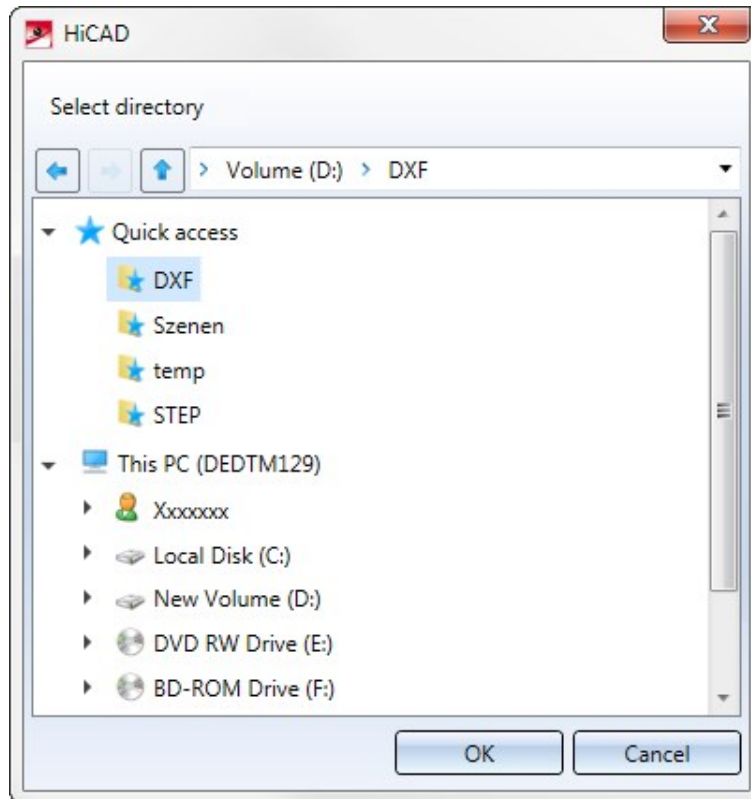 HiCAD
Select directory
> Volume (D:) > DXF
Quick access
DXF
Szenen
temp
STEP
This PC (DEDTM129)
Xxxxxxx
Local Disk (C:)
New Volume (D:)
DVD RW Drive (E:)
BD-ROM Drive (F:)
OK Cancel